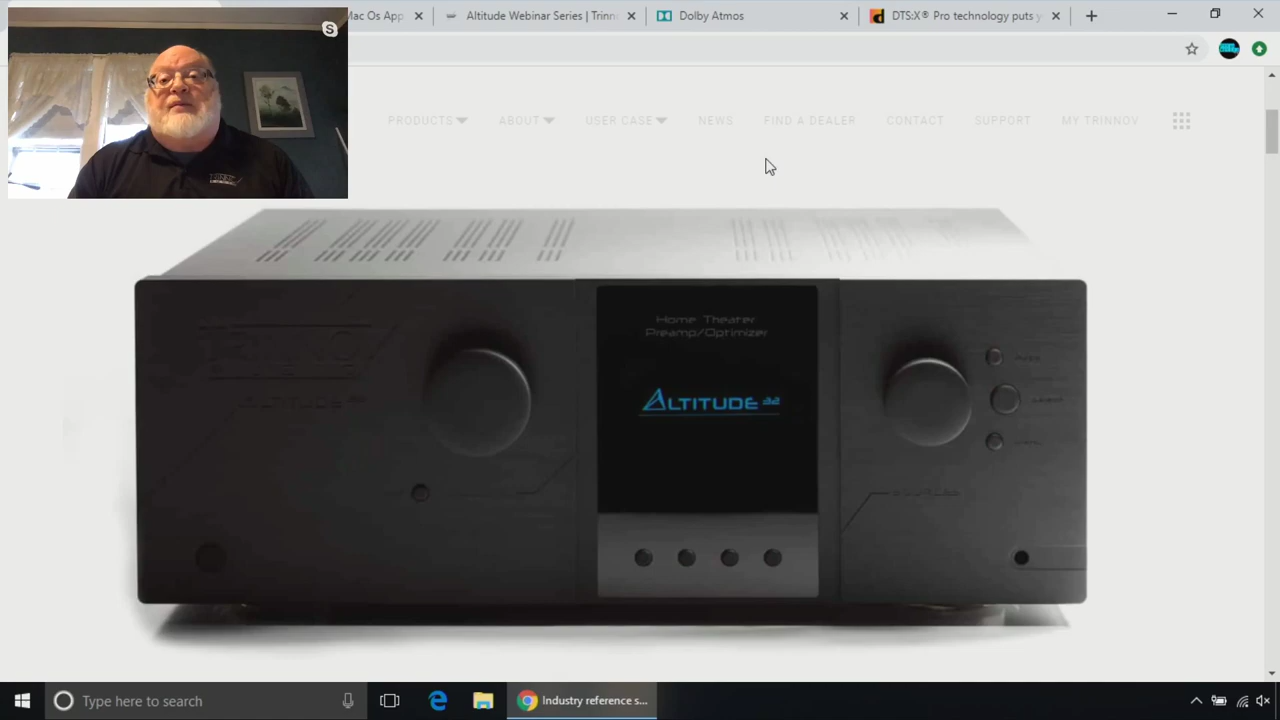 Mac Os App
Altitude Webinar Series | Trinn
Dolby Atmos
DTS:X® Pro technology puts y
PRODUCTS
ABOUT
USER CASE
NEWS
FIND A DEALER
CONTACT
SUPPORT
MY TRINNOV
Home Theater
Preamp/Optimizer
ALTITUDE 32
Type here to search
Industry reference s...